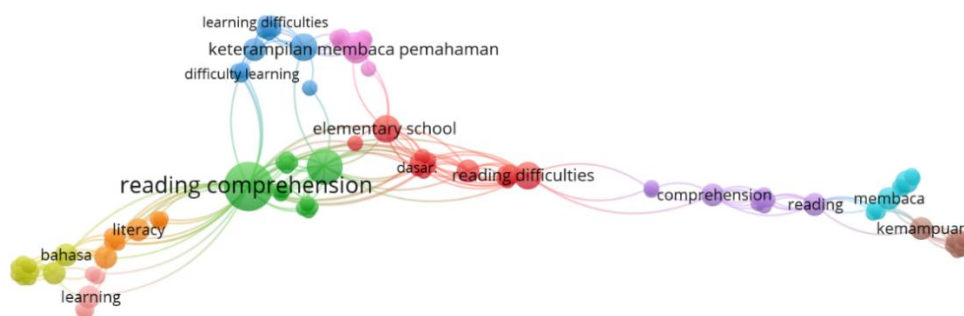 learning difficulties
keterampilan membaca pemahaman
difficulty learning
elementary school
dasar.
reading difficulties
reading comprehension
comprehension
reading
membaca
kemampuan
literacy
bahasa
learning